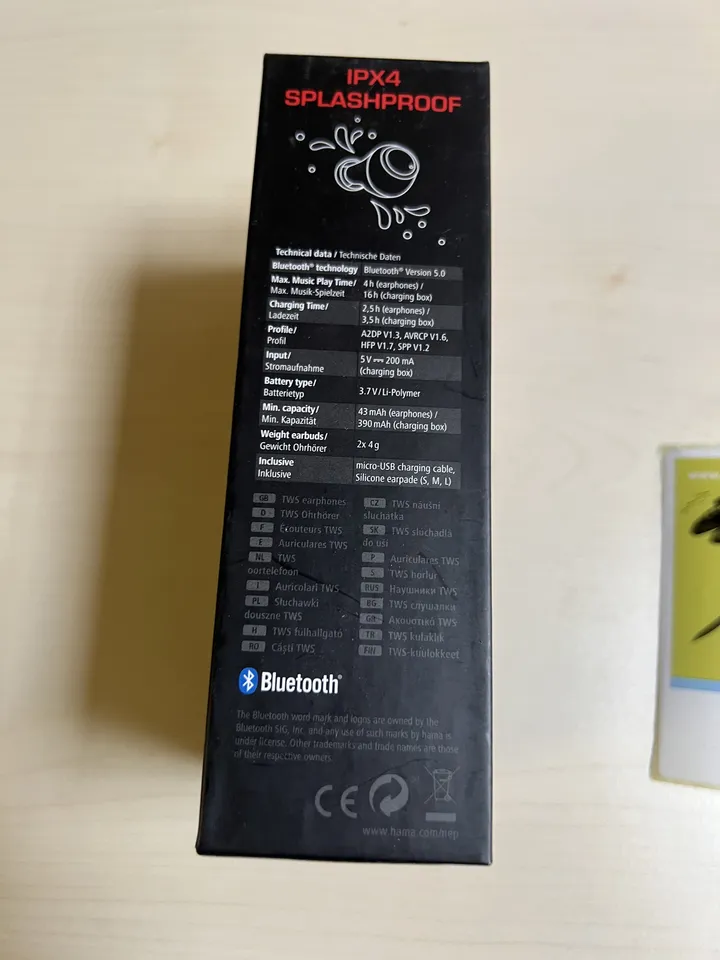 IPX4
SPLASHPROOF
Technical data / Technische Daten
Bluetooth® technology Bluetooth® Version 5.0
Max. Music Play Time/ 4 h (earphones) /
Max. Musik-Spielzeit 16 h (charging box)
Charging Time/ 2,5 h (earphones) /
Ladezeit 3,5 h (charging box)
Profile/ A2DP V1.3, AVRCP V1.6,
Profil HFP V1.7, SPP V1.2
Input/ 5 V ⎓ 200 mA
Stromaufnahme (charging box)
Battery type/ 3.7 V / Li-Polymer
Batterietyp
Min. capacity/ 43 mAh (earphones) /
Min. Kapazität 390 mAh (charging box)
Weight earbuds/ 2x 4 g
Gewicht Ohrhörer
Inclusive micro-USB charging cable,
Inklusive Silicone earpade (S, M, L)
GB TWS earphones
D TWS Ohrhörer
F Écouteurs TWS
E Auriculares TWS
NL TWS
oortelefoon
I Auricolari TWS
PL Słuchawki
douszne TWS
H TWS fülhallgató
RO Căști TWS
CZ TWS náušní
sluchátka
SK TWS slúchadlá
do uší
P Auriculares TWS
S TWS hörlur
RUS Наушники TWS
BG TWS слушалки
GR Ακουστικό TWS
TR TWS kulaklık
FIN TWS-kuulokkeet
Bluetooth®
The Bluetooth word mark and logos are owned by the
Bluetooth SIG, Inc. and any use of such marks by hama is
under license. Other trademarks and trade names are those
of their respective owners.
CE
www.hama.com/nep
www